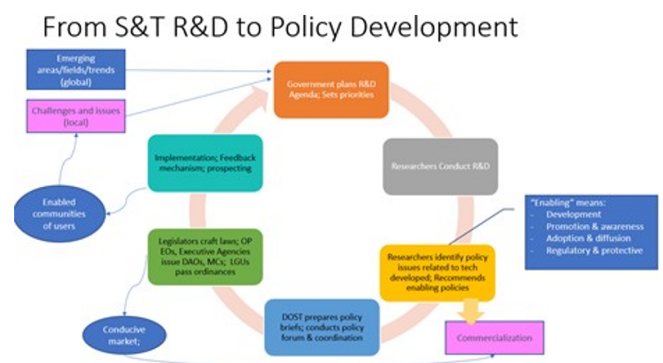 From S&T R&D to Policy Development
Emerging
areas/fields/trends
(global)
Challenges and issues
(local)
Government plans R&D
Agenda; Sets priorities
Implementation; Feedback
mechanism; prospecting
Researchers Conduct R&D
Enabled
communities
of users
"Enabling" means:
- Development
- Promotion & awareness
- Adoption & diffusion
- Regulatory & protective
Legislators craft laws; OP
EOs, Executive Agencies
issue DAOs, MCs; LGUs
pass ordinances
Researchers identify policy
issues related to tech
developed; Recommends
enabling policies
DOST prepares policy
briefs; conducts policy
forum & coordination
Conducive
market;
Commercialization